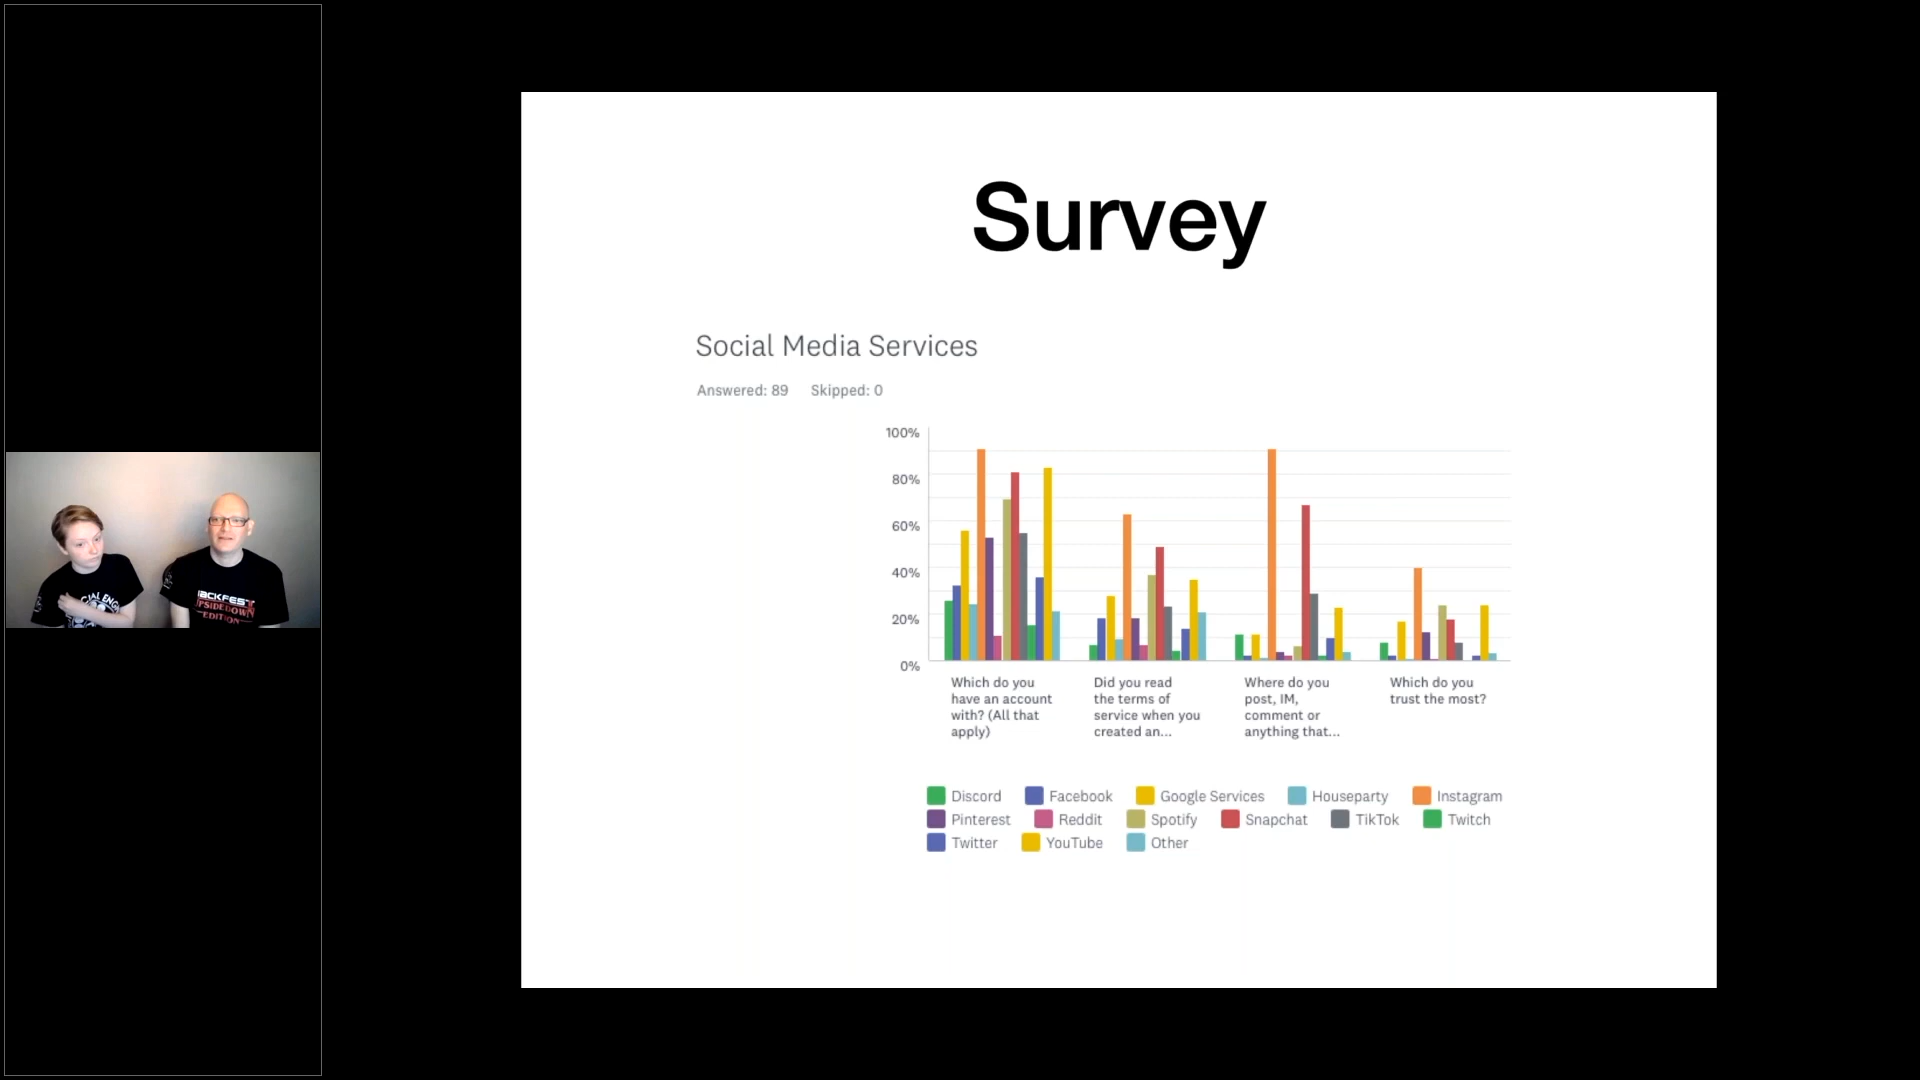 Survey
Social Media Services
Answered: 89 Skipped: 0
100%
80%
60%
40%
20%
0%
Which do you
have an account
with? (All that
apply)
Did you read
the terms of
service when you
created an...
Where do you
post, IM,
comment or
anything that...
Which do you
trust the most?
Discord Facebook Google Services Houseparty Instagram
Pinterest Reddit Spotify Snapchat TikTok Twitch
Twitter YouTube Other
EDITION